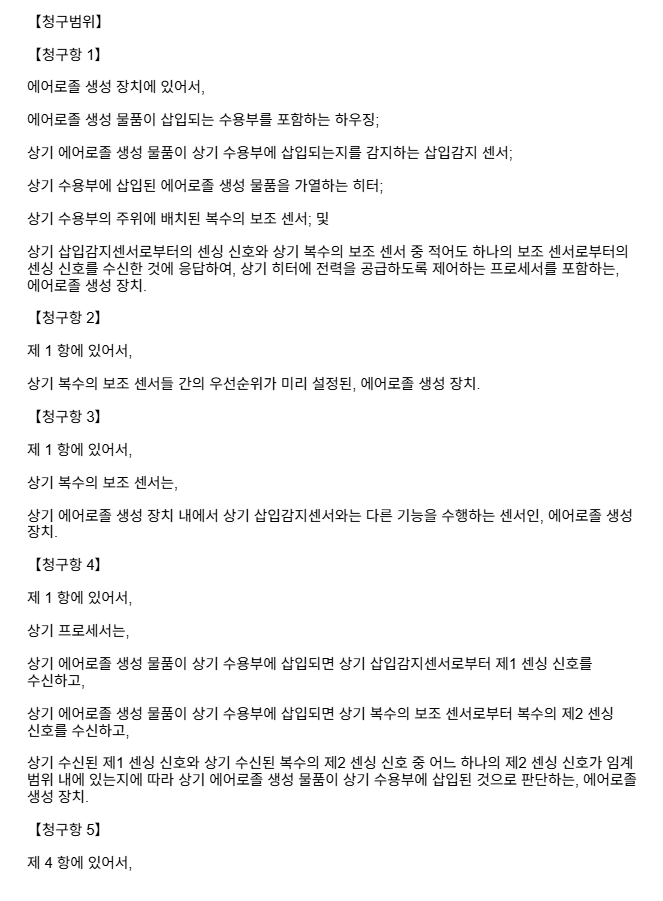 【청구범위】
【청구항 1】
에어로졸 생성 장치에 있어서,
에어로졸 생성 물품이 삽입되는 수용부를 포함하는 하우징;
상기 에어로졸 생성 물품이 상기 수용부에 삽입되는지를 감지하는 삽입감지 센서;
상기 수용부에 삽입된 에어로졸 생성 물품을 가열하는 히터;
상기 수용부의 주위에 배치된 복수의 보조 센서; 및
상기 삽입감지센서로부터의 센싱 신호와 상기 복수의 보조 센서 중 적어도 하나의 보조 센서로부터의
센싱 신호를 수신한 것에 응답하여, 상기 히터에 전력을 공급하도록 제어하는 프로세서를 포함하는,
에어로졸 생성 장치.
【청구항 2】
제 1 항에 있어서,
상기 복수의 보조 센서들 간의 우선순위가 미리 설정된, 에어로졸 생성 장치.
【청구항 3】
제 1 항에 있어서,
상기 복수의 보조 센서는,
상기 에어로졸 생성 장치 내에서 상기 삽입감지센서와는 다른 기능을 수행하는 센서인, 에어로졸 생성
장치.
【청구항 4】
제 1 항에 있어서,
상기 프로세서는,
상기 에어로졸 생성 물품이 상기 수용부에 삽입되면 상기 삽입감지센서로부터 제1 센싱 신호를
수신하고,
상기 에어로졸 생성 물품이 상기 수용부에 삽입되면 상기 복수의 보조 센서로부터 복수의 제2 센싱
신호를 수신하고,
상기 수신된 제1 센싱 신호와 상기 수신된 복수의 제2 센싱 신호 중 어느 하나의 제2 센싱 신호가 임계
범위 내에 있는지에 따라 상기 에어로졸 생성 물품이 상기 수용부에 삽입된 것으로 판단하는, 에어로졸
생성 장치.
【청구항 5】
제 4 항에 있어서,